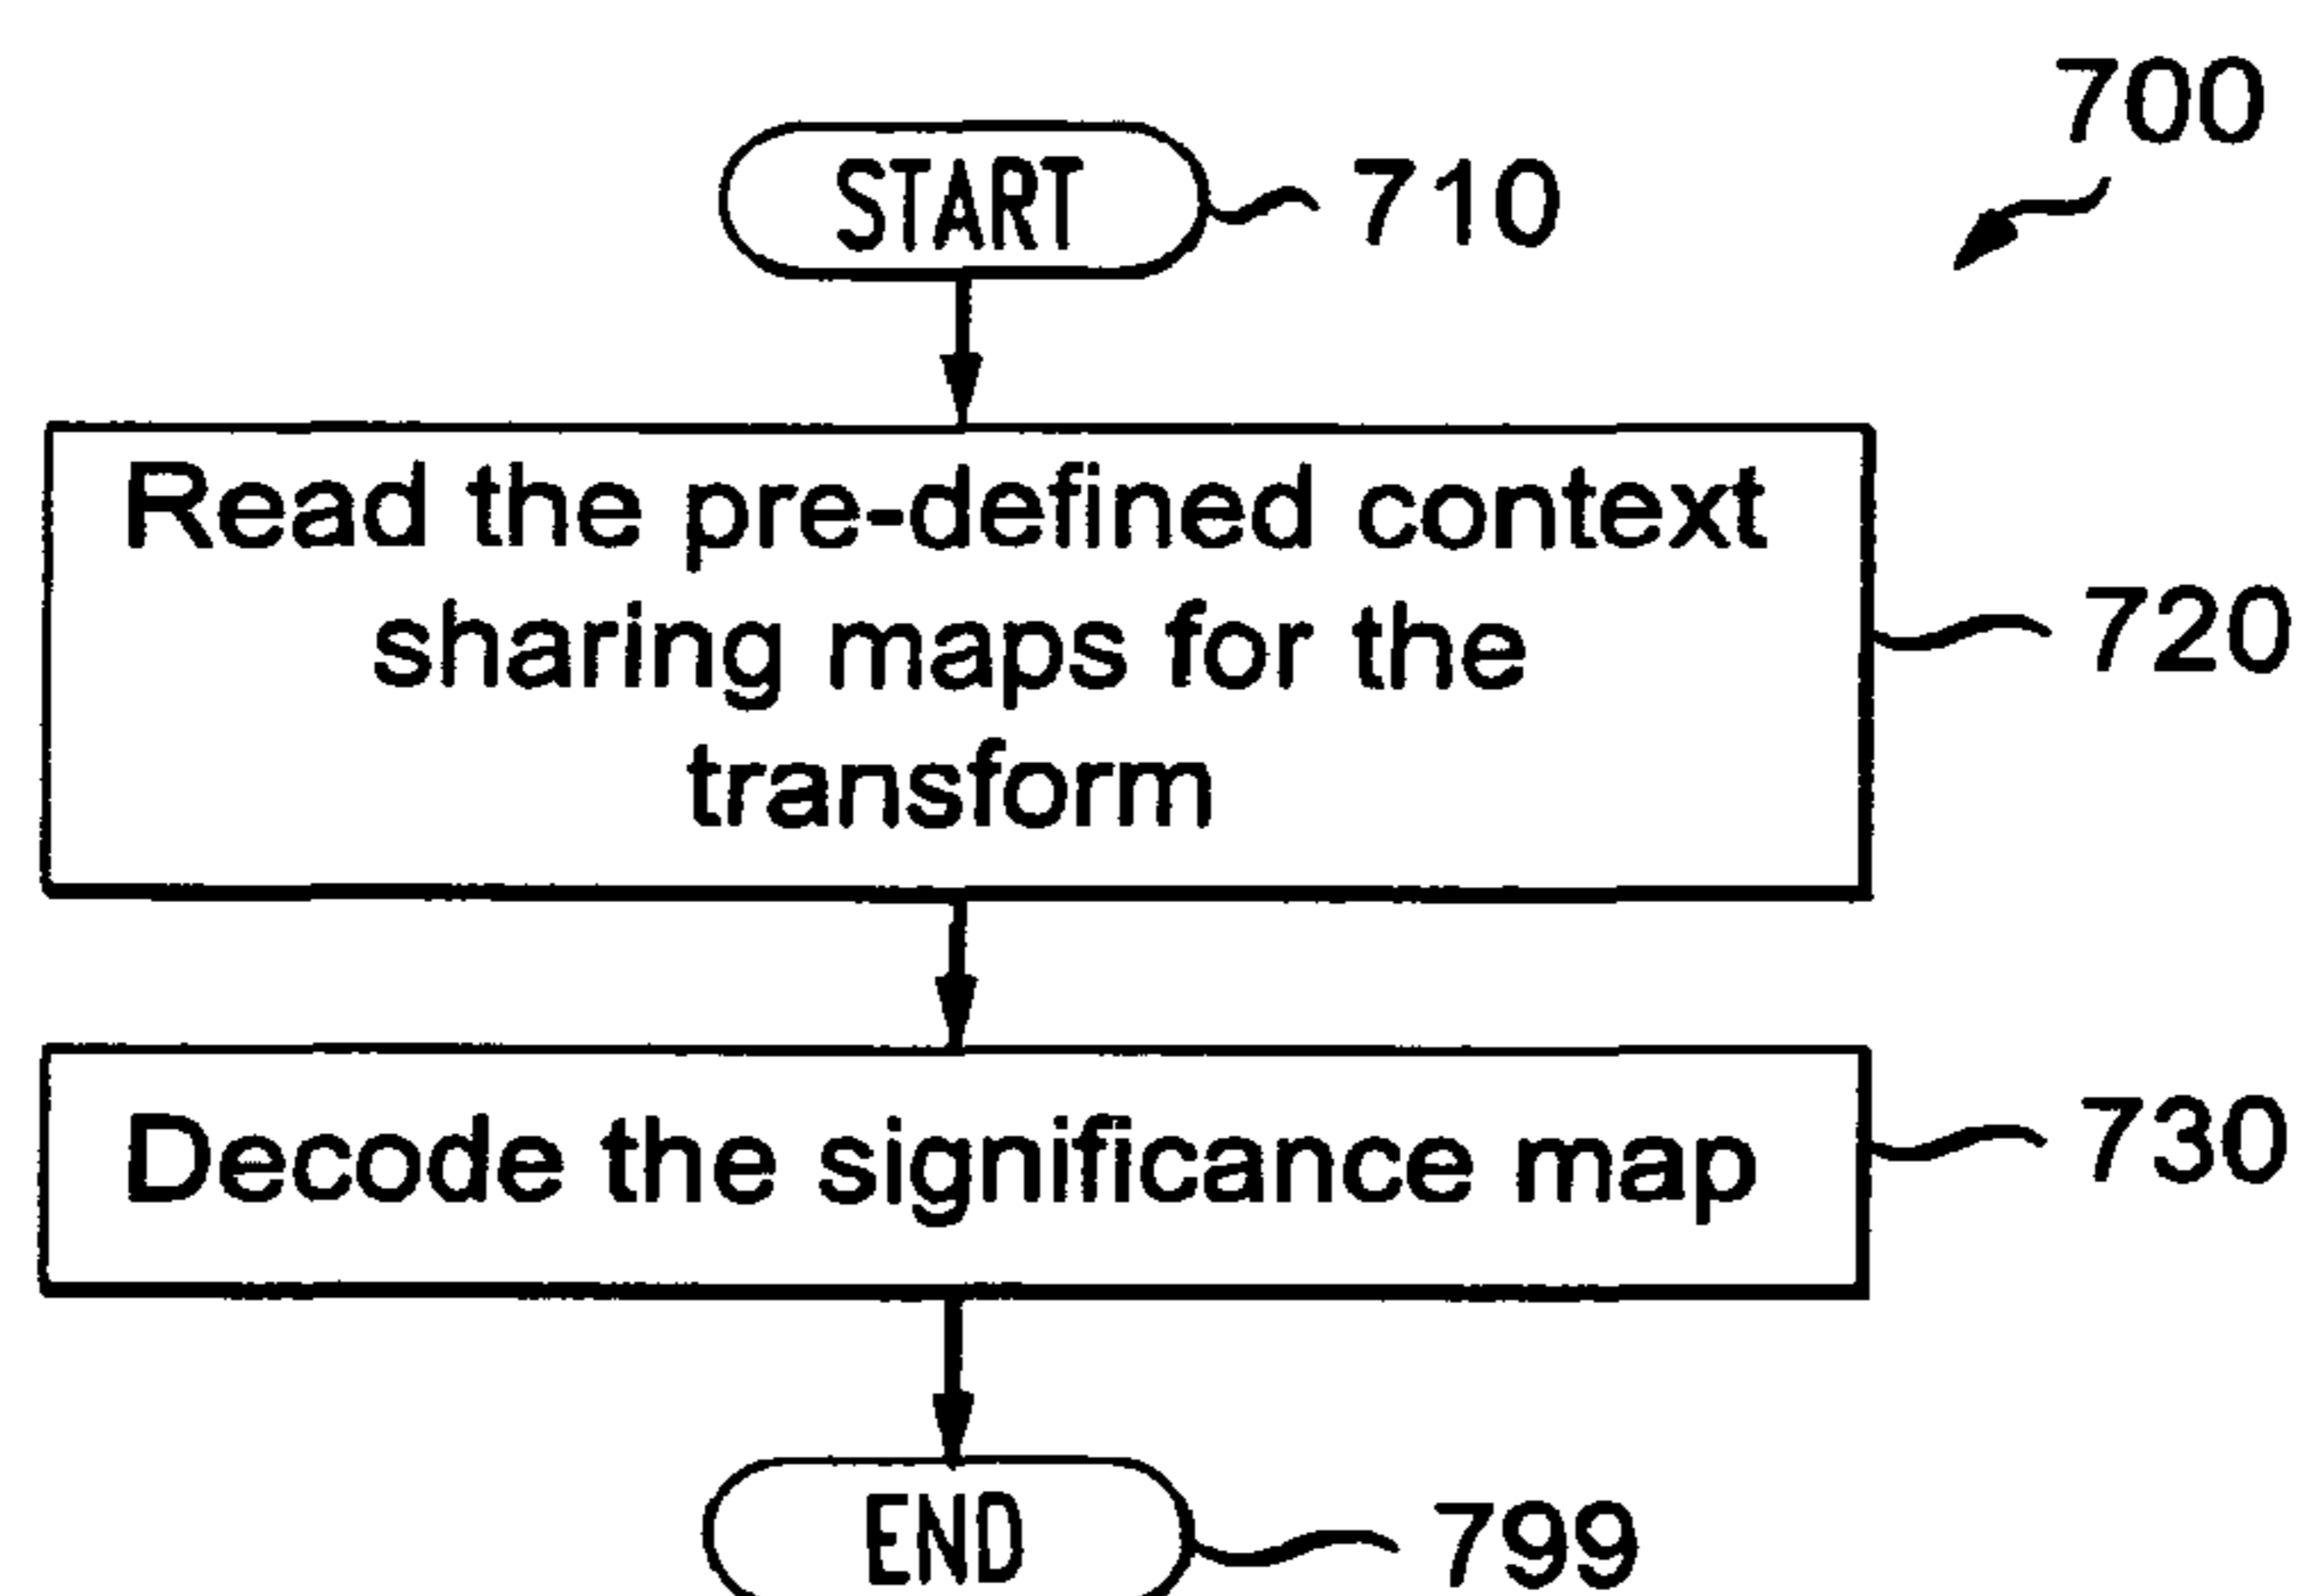 700
START 710
Read the pre-defined context
sharing maps for the
transform
720
Decode the significance map 730
END 799